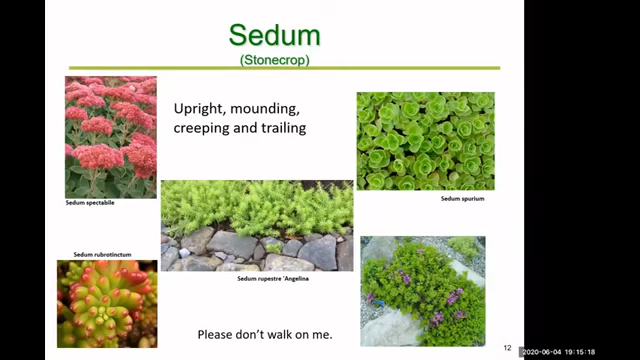 Sedum
(Stonecrop)
Upright, mounding,
creeping and trailing
Sedum spectabile
Sedum spurium
Sedum rubrotinctum
Sedum rupestre 'Angelina
Please don't walk on me.
12
2020-06-04 19:15:18